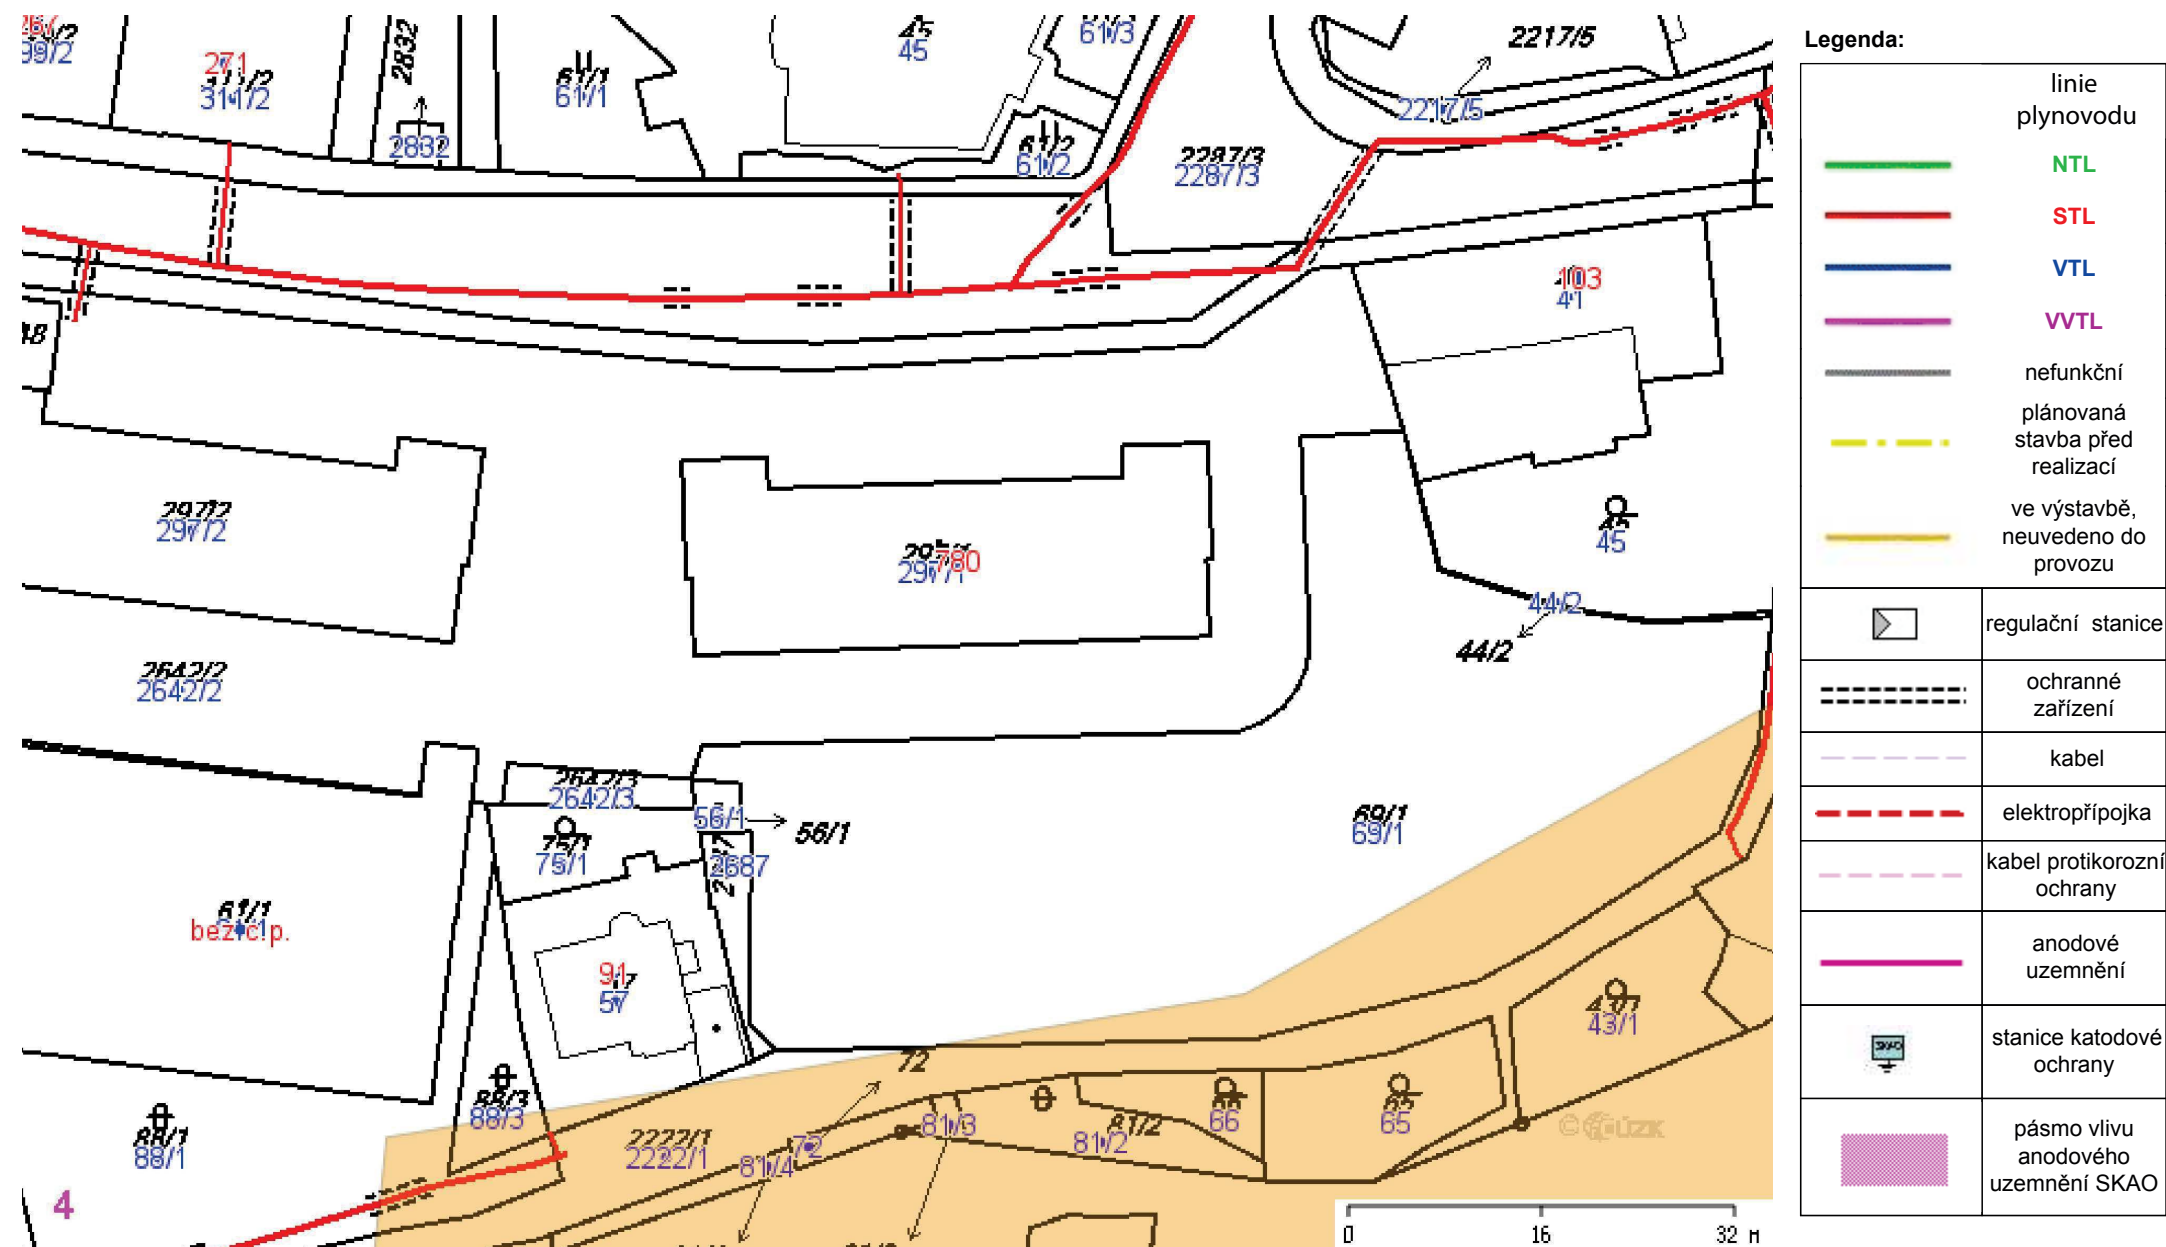 99/2
271
311/2
2832
2832
61/1
45
45
61/3
61/2
2287/3
2287/3
2217/5
2217/5
103
41
297/2
297/2
780
297/1
45
45
44/2
44/2
2642/2
2642/2
2642/3
2642/3
56/1
56/1
75/1
75/1
2687
69/1
69/1
61/1
bez č.p.
91
57
43/1
72
88/3
88/3
88/1
88/1
2222/1
2222/1
72
81/4
81/3
81/2
81/2
66
65
4
0 16 32 M
Legenda:
linie
plynovodu
NTL
STL
VTL
VVTL
nefunkční
plánovaná
stavba před
realizací
ve výstavbě,
neuvedeno do
provozu
regulační stanice
ochranné
zařízení
kabel
elektropřípojka
kabel protikorozní
ochrany
anodové
uzemnění
SKAO
stanice katodové
ochrany
pásmo vlivu
anodového
uzemnění SKAO